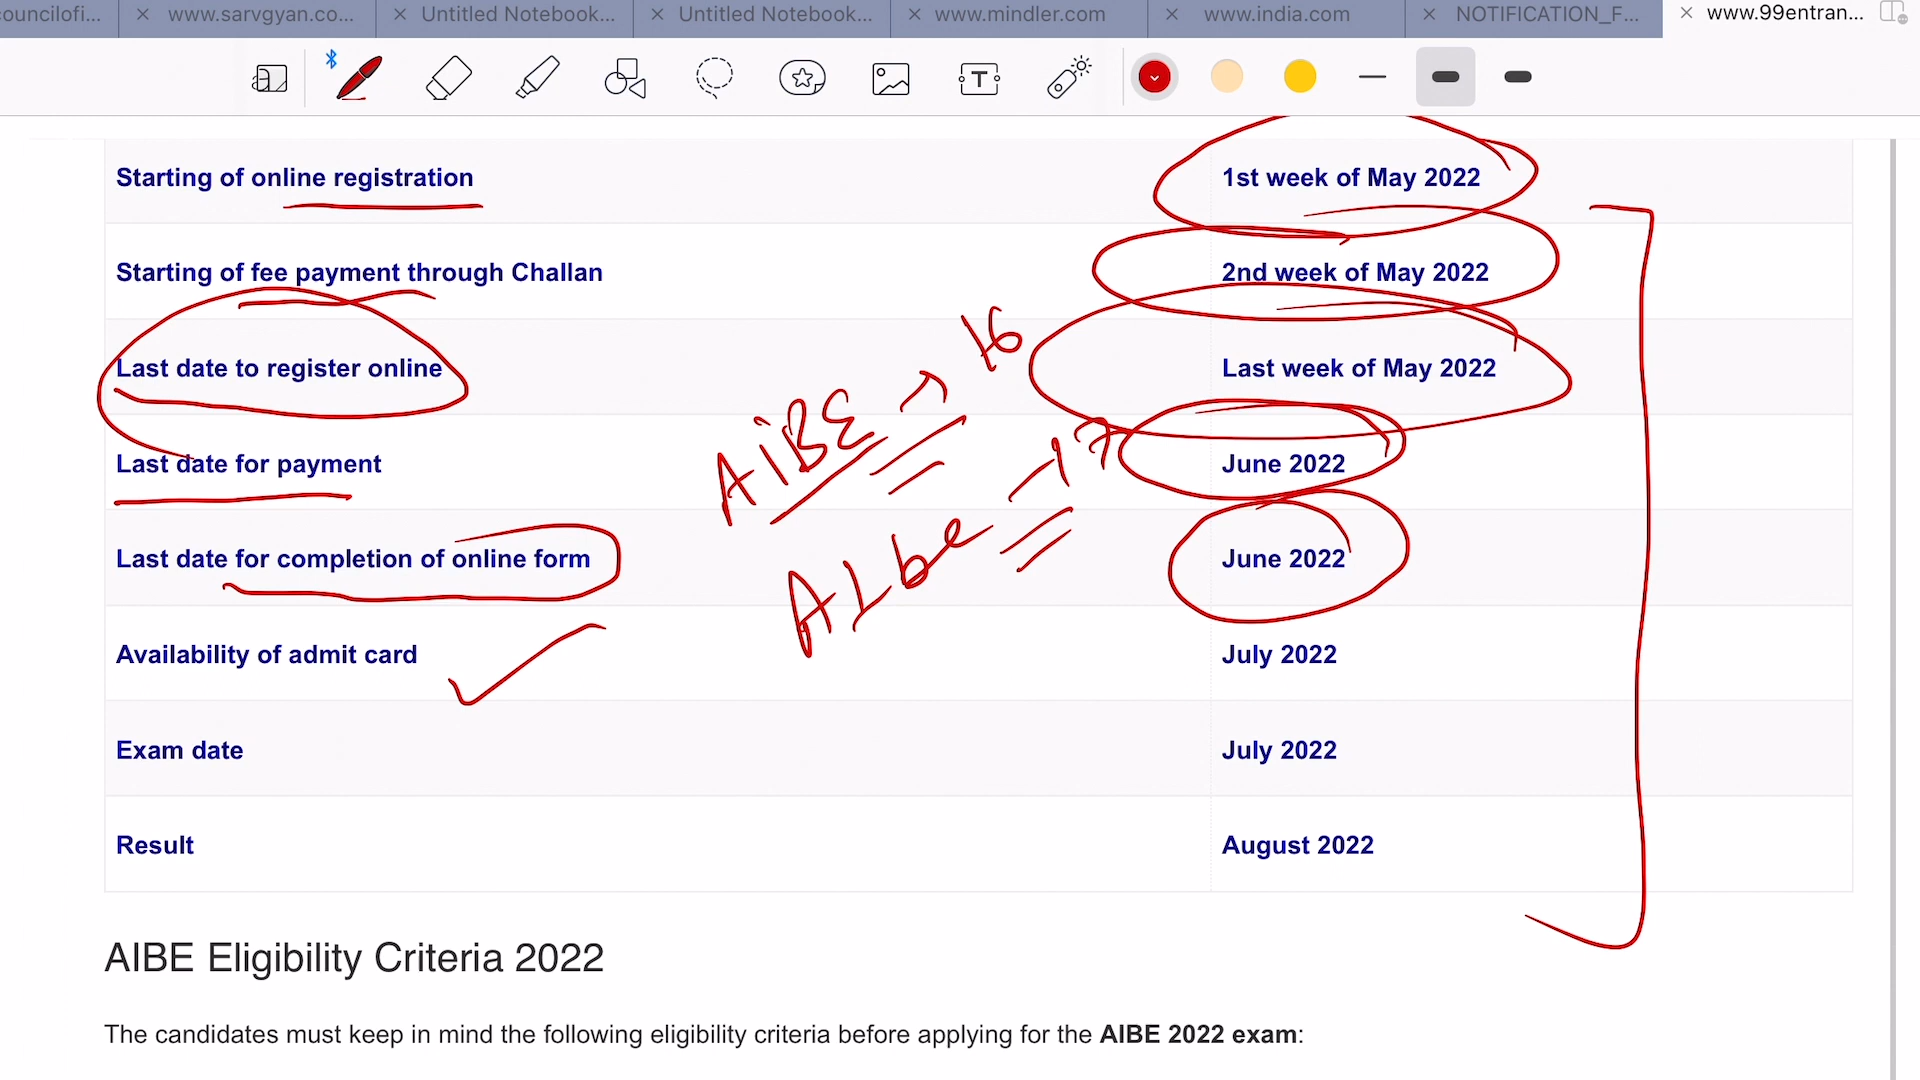 ouncilofi... www.sarvgyan.co... Untitled Notebook... Untitled Notebook... www.mindler.com www.india.com NOTIFICATION_F... www.99entran...
Starting of online registration 1st week of May 2022
Starting of fee payment through Challan 2nd week of May 2022
Last date to register online Last week of May 2022
AiBE → 16
Last date for payment June 2022
AIbe - 17
Last date for completion of online form June 2022
Availability of admit card July 2022
Exam date July 2022
Result August 2022
AIBE Eligibility Criteria 2022
The candidates must keep in mind the following eligibility criteria before applying for the AIBE 2022 exam: